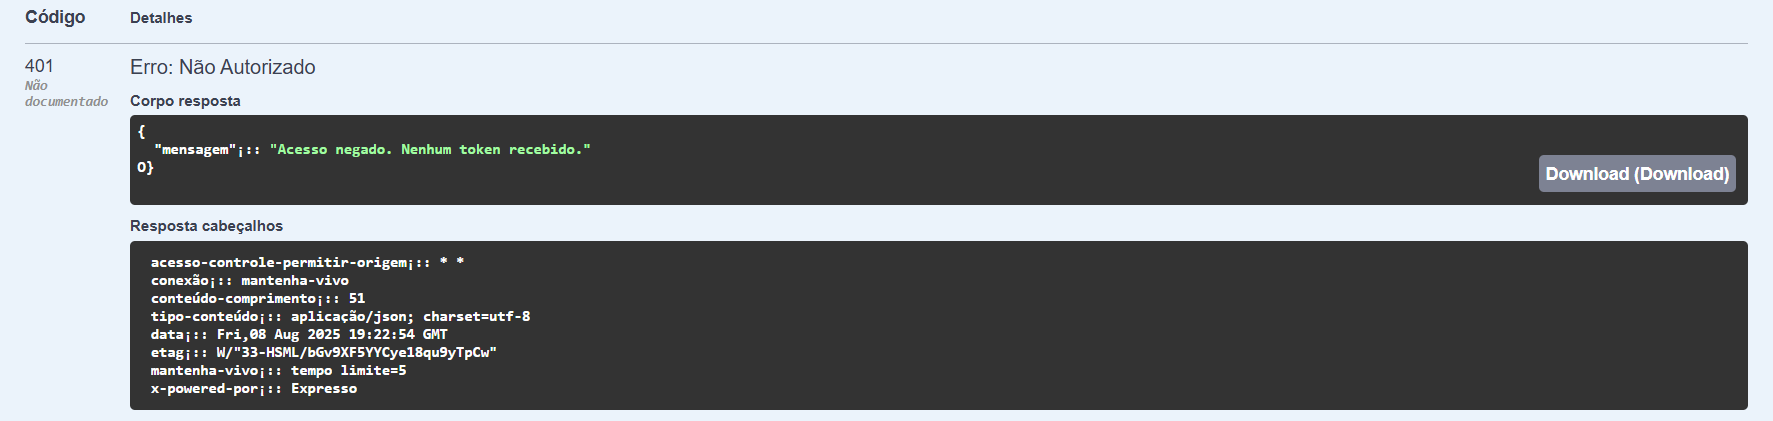 Código Detalhes
401 Erro: Não Autorizado
Não
documentado
Corpo resposta
{
"mensagem"¡:: "Acesso negado. Nenhum token recebido."
O}
Download (Download)
Resposta cabeçalhos
acesso-controle-permitir-origem¡:: * *
conexão¡:: mantenha-vivo
conteúdo-comprimento¡:: 51
tipo-conteúdo¡:: aplicação/json; charset=utf-8
data¡:: Fri,08 Aug 2025 19:22:54 GMT
etag¡:: W/"33-HSML/bGv9XF5YYCye18qu9yTpCw"
mantenha-vivo¡:: tempo limite=5
x-powered-por¡:: Expresso